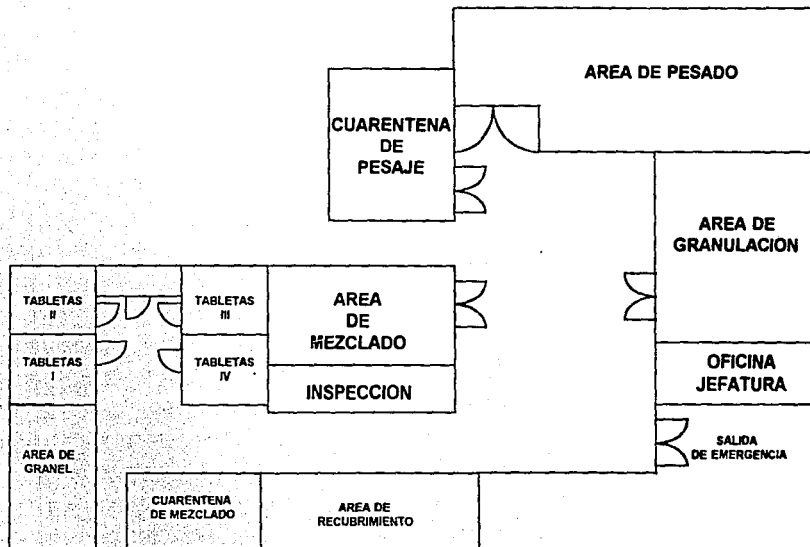 AREA DE PESADO
CUARENTENA
DE
PESAJE
AREA DE
GRANULACION
TABLETAS
II
TABLETAS
III
AREA
DE
MEZCLADO
TABLETAS
I
TABLETAS
IV
INSPECCION
OFICINA
JEFATURA
AREA DE
GRANEL
SALIDA
DE EMERGENCIA
CUARENTENA
DE MEZCLADO
AREA DE
RECUBRIMIENTO